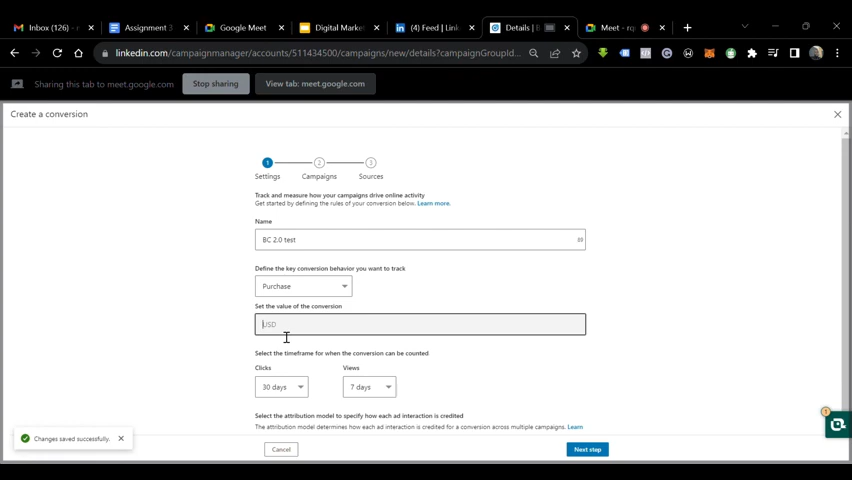 Inbox (120) - 
Assignment 3
Google Meet
Digital Market
(4) Feed | Link
Details | B
Meet - rq
linkedin.com/campaignmanager/accounts/511434500/campaigns/new/details?campaignGroupId...
Sharing this tab to meet.google.com
Stop sharing
View tab: meet.google.com
Create a conversion
1
2
3
Settings
Campaigns
Sources
Track and measure how your campaigns drive online activity
Get started by defining the rules of your conversion below. Learn more.
Name
BC 2.0 test
Define the key conversion behavior you want to track
Purchase
Set the value of the conversion
USD
Select the timeframe for when the conversion can be counted
Clicks
Views
30 days
7 days
Select the attribution model to specify how each ad interaction is credited
The attribution model determines how each ad interaction is credited for a conversion across multiple campaigns. Learn
1
Changes saved successfully.
Cancel
Next step